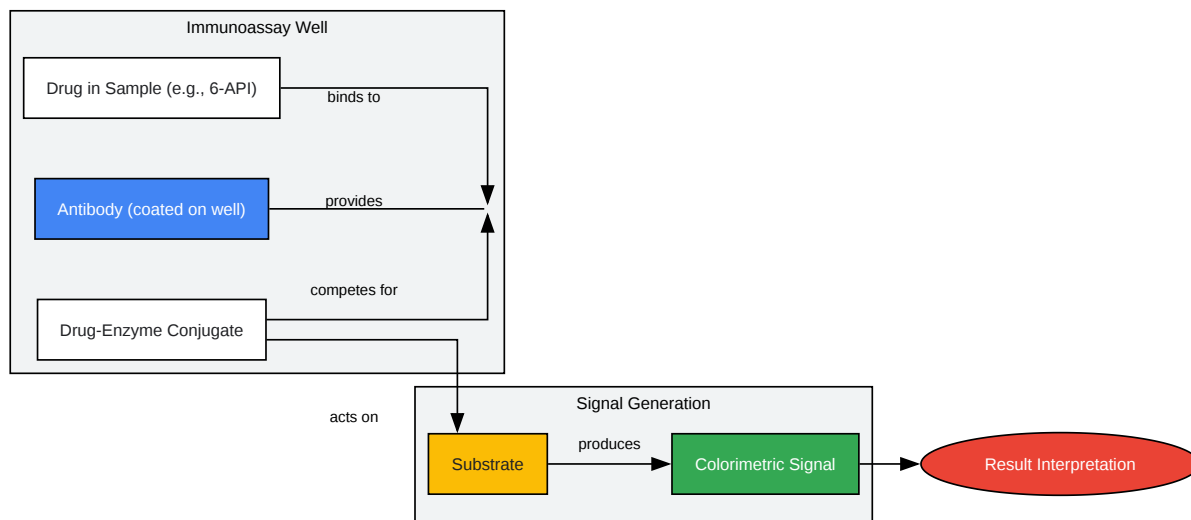 Immunoassay Well
Drug in Sample (e.g., 6-API)
binds to
Antibody (coated on well)
provides
competes for
Drug-Enzyme Conjugate
Signal Generation
acts on
Substrate
produces
Colorimetric Signal
Result Interpretation